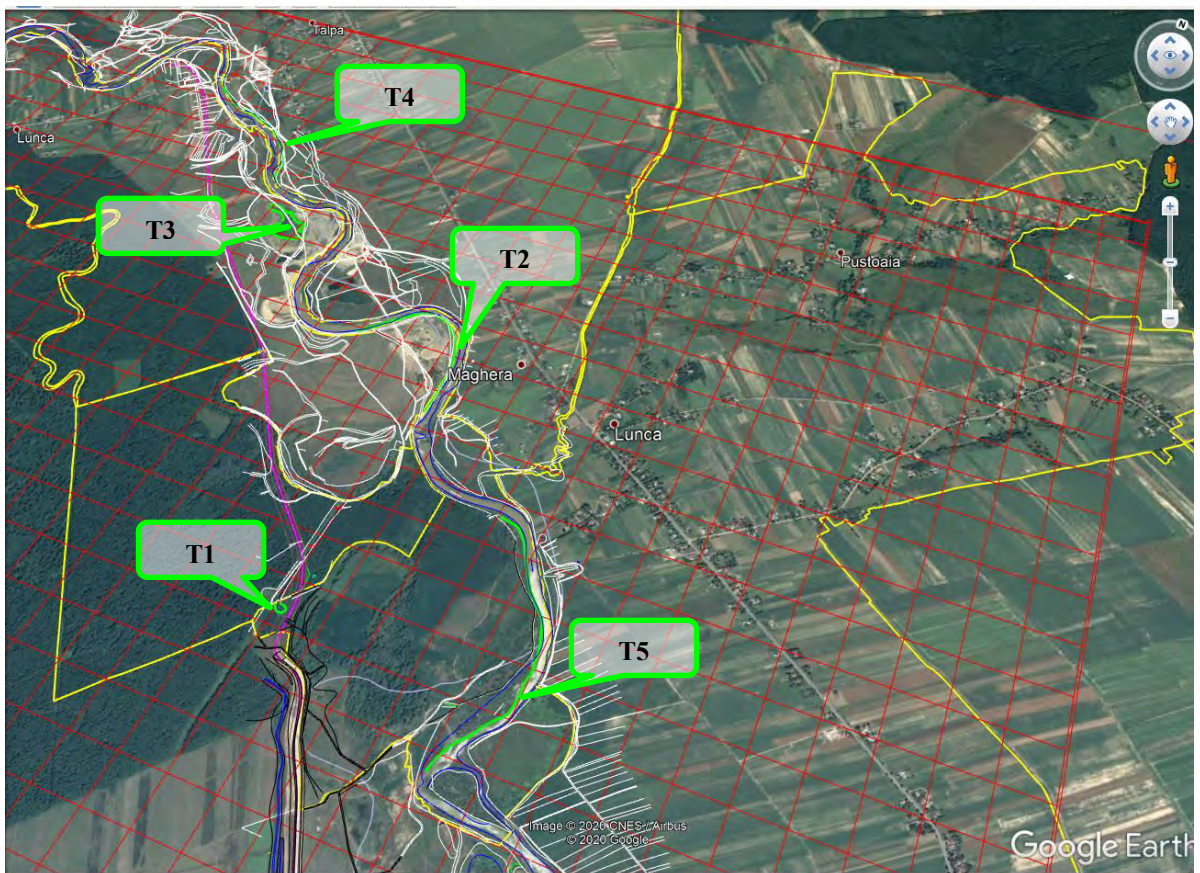 Talpa
T4
Lunca
T3
T2
Pustoaia
Maghera
Lunca
T1
T5
Image © 2020 CNES / Airbus
© 2020 Google
Google Earth
N